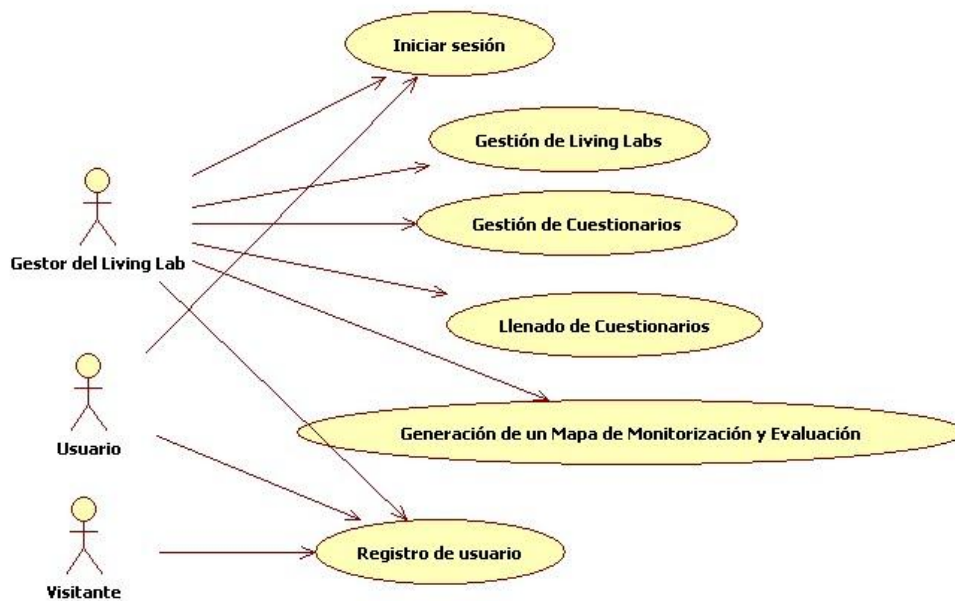 Iniciar sesión
Gestión de Living Labs
Gestor del Living Lab
Gestión de Cuestionarios
Llenado de Cuestionarios
Usuario
Generación de un Mapa de Monitorización y Evaluación
Visitante
Registro de usuario